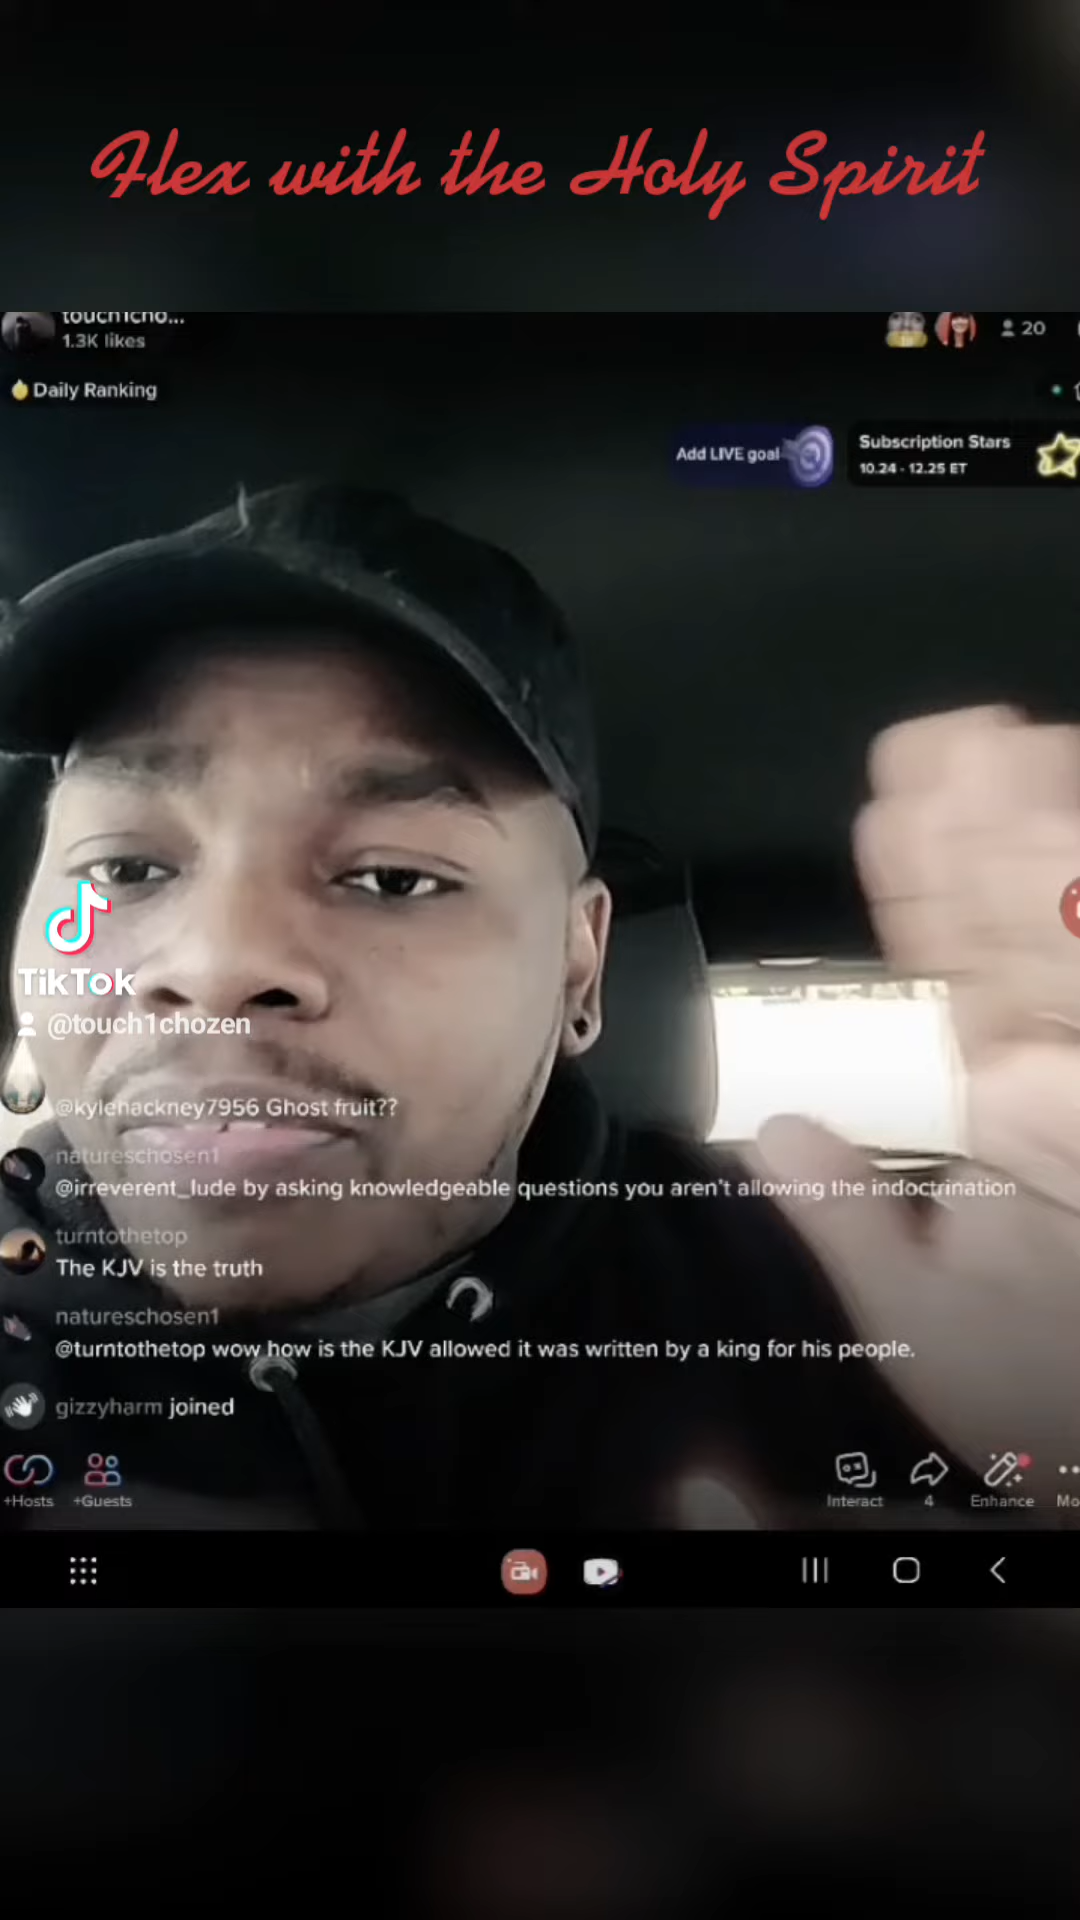 Flex with the Holy Spirit
touch1cho...
1.3K likes
20
Daily Ranking
Add LIVE goal
Subscription Stars
10.24 - 12.25 ET
TikTok
@touch1chozen
@kylehackney7956 Ghost fruit??
natureschosen1
@irreverent_lude by asking knowledgeable questions you aren't allowing the indoctrination
turntothetop
The KJV is the truth
natureschosen1
@turntothetop wow how is the KJV allowed it was written by a king for his people.
gizzyharm joined
+Hosts +Guests Interact 4 Enhance Mo